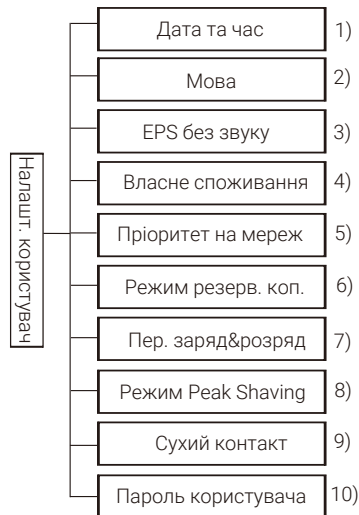 Дата та час 1)
Мова 2)
EPS без звуку 3)
Власне споживання 4)
Налашт. користувач
Пріоритет на мереж 5)
Режим резерв. коп. 6)
Пер. заряд&розряд 7)
Режим Peak Shaving 8)
Сухий контакт 9)
Пароль користувача 10)